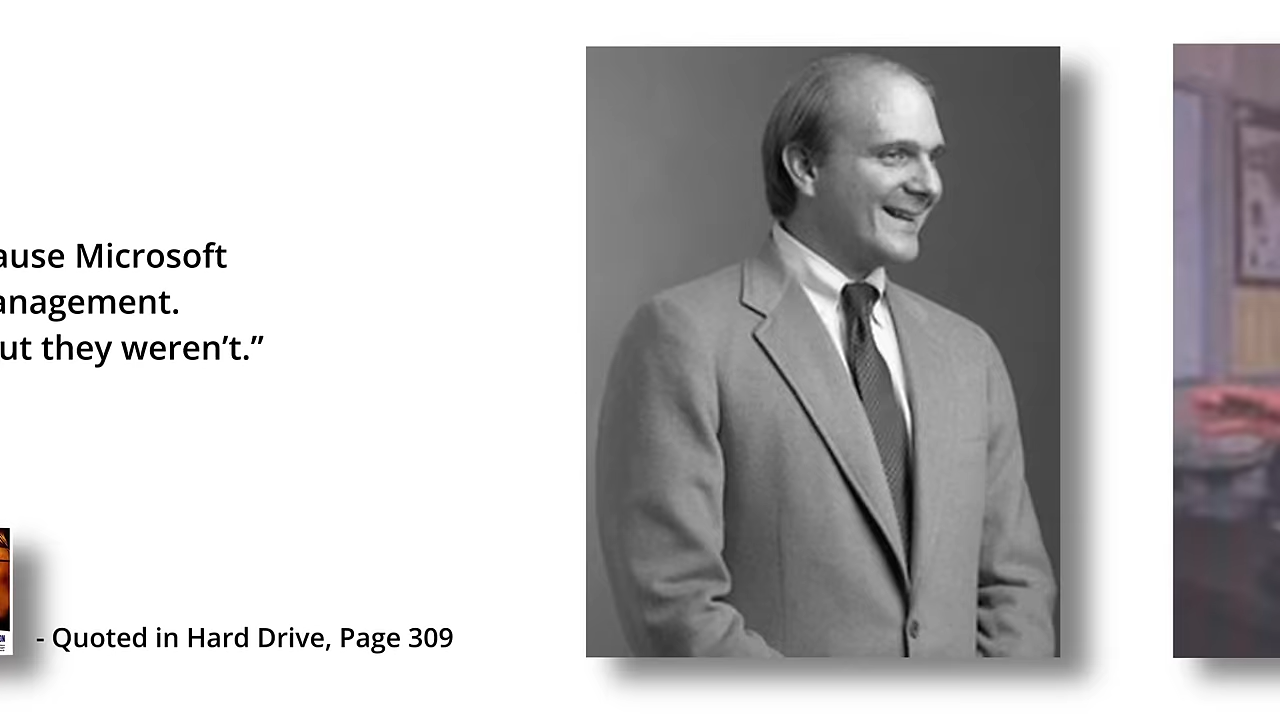 ause Microsoft
anagement.
ut they weren’t.”
- Quoted in Hard Drive, Page 309